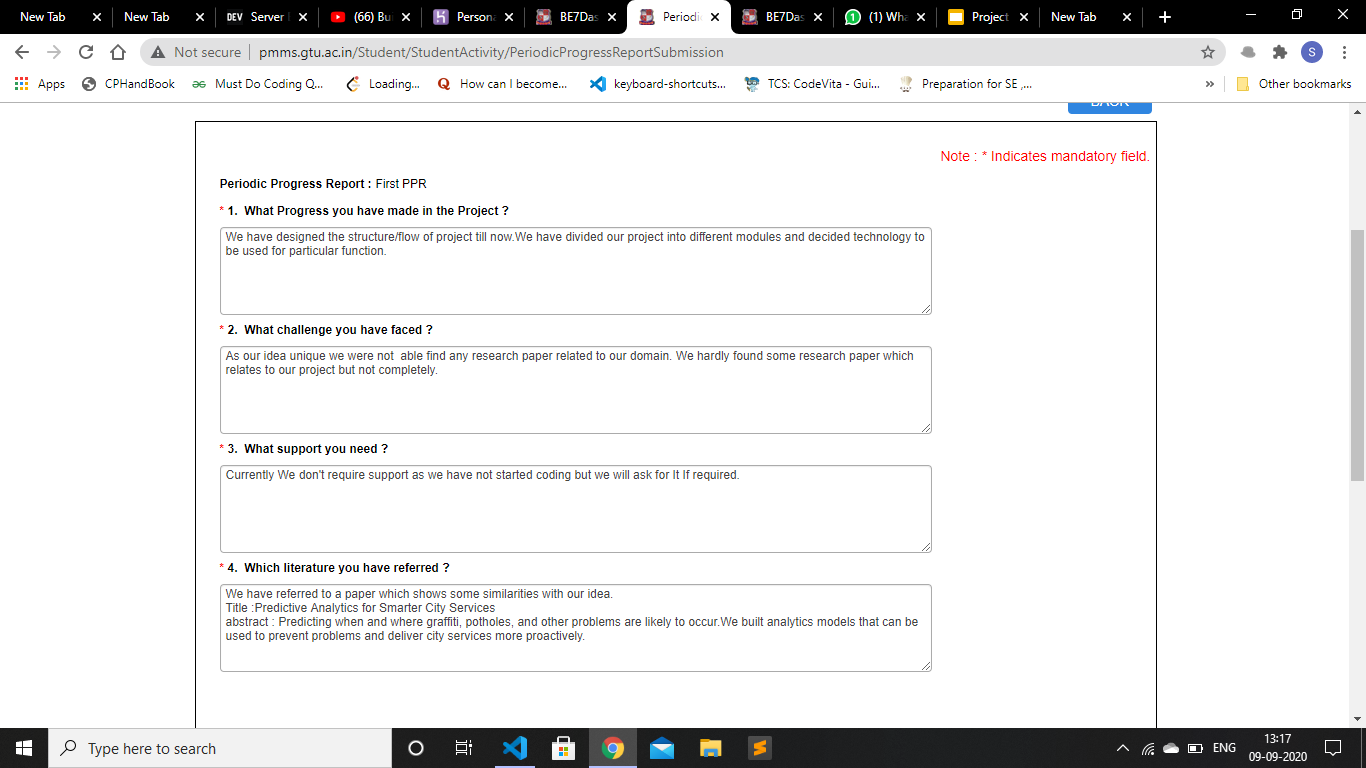 New Tab
New Tab
DEV Server
(66) Bu
Persona
BE7Das
Periodi
BE7Das
(1) Wha
Project
New Tab
Not secure | pmms.gtu.ac.in/Student/StudentActivity/PeriodicProgressReportSubmission
S
Apps
CPHandBook
Must Do Coding Q...
Loading...
How can I become...
keyboard-shortcuts...
TCS: CodeVita - Gui...
Preparation for SE ,...
»
Other bookmarks
BACK
Note : * Indicates mandatory field.
Periodic Progress Report : First PPR
* 1. What Progress you have made in the Project ?
We have designed the structure/flow of project till now.We have divided our project into different modules and decided technology to
be used for particular function.
* 2. What challenge you have faced ?
As our idea unique we were not  able find any research paper related to our domain. We hardly found some research paper which
relates to our project but not completely.
* 3. What support you need ?
Currently We don't require support as we have not started coding but we will ask for It If required.
* 4. Which literature you have referred ?
We have referred to a paper which shows some similarities with our idea.
Title :Predictive Analytics for Smarter City Services
abstract : Predicting when and where graffiti, potholes, and other problems are likely to occur.We built analytics models that can be
used to prevent problems and deliver city services more proactively.
Type here to search
ENG
13:17
09-09-2020